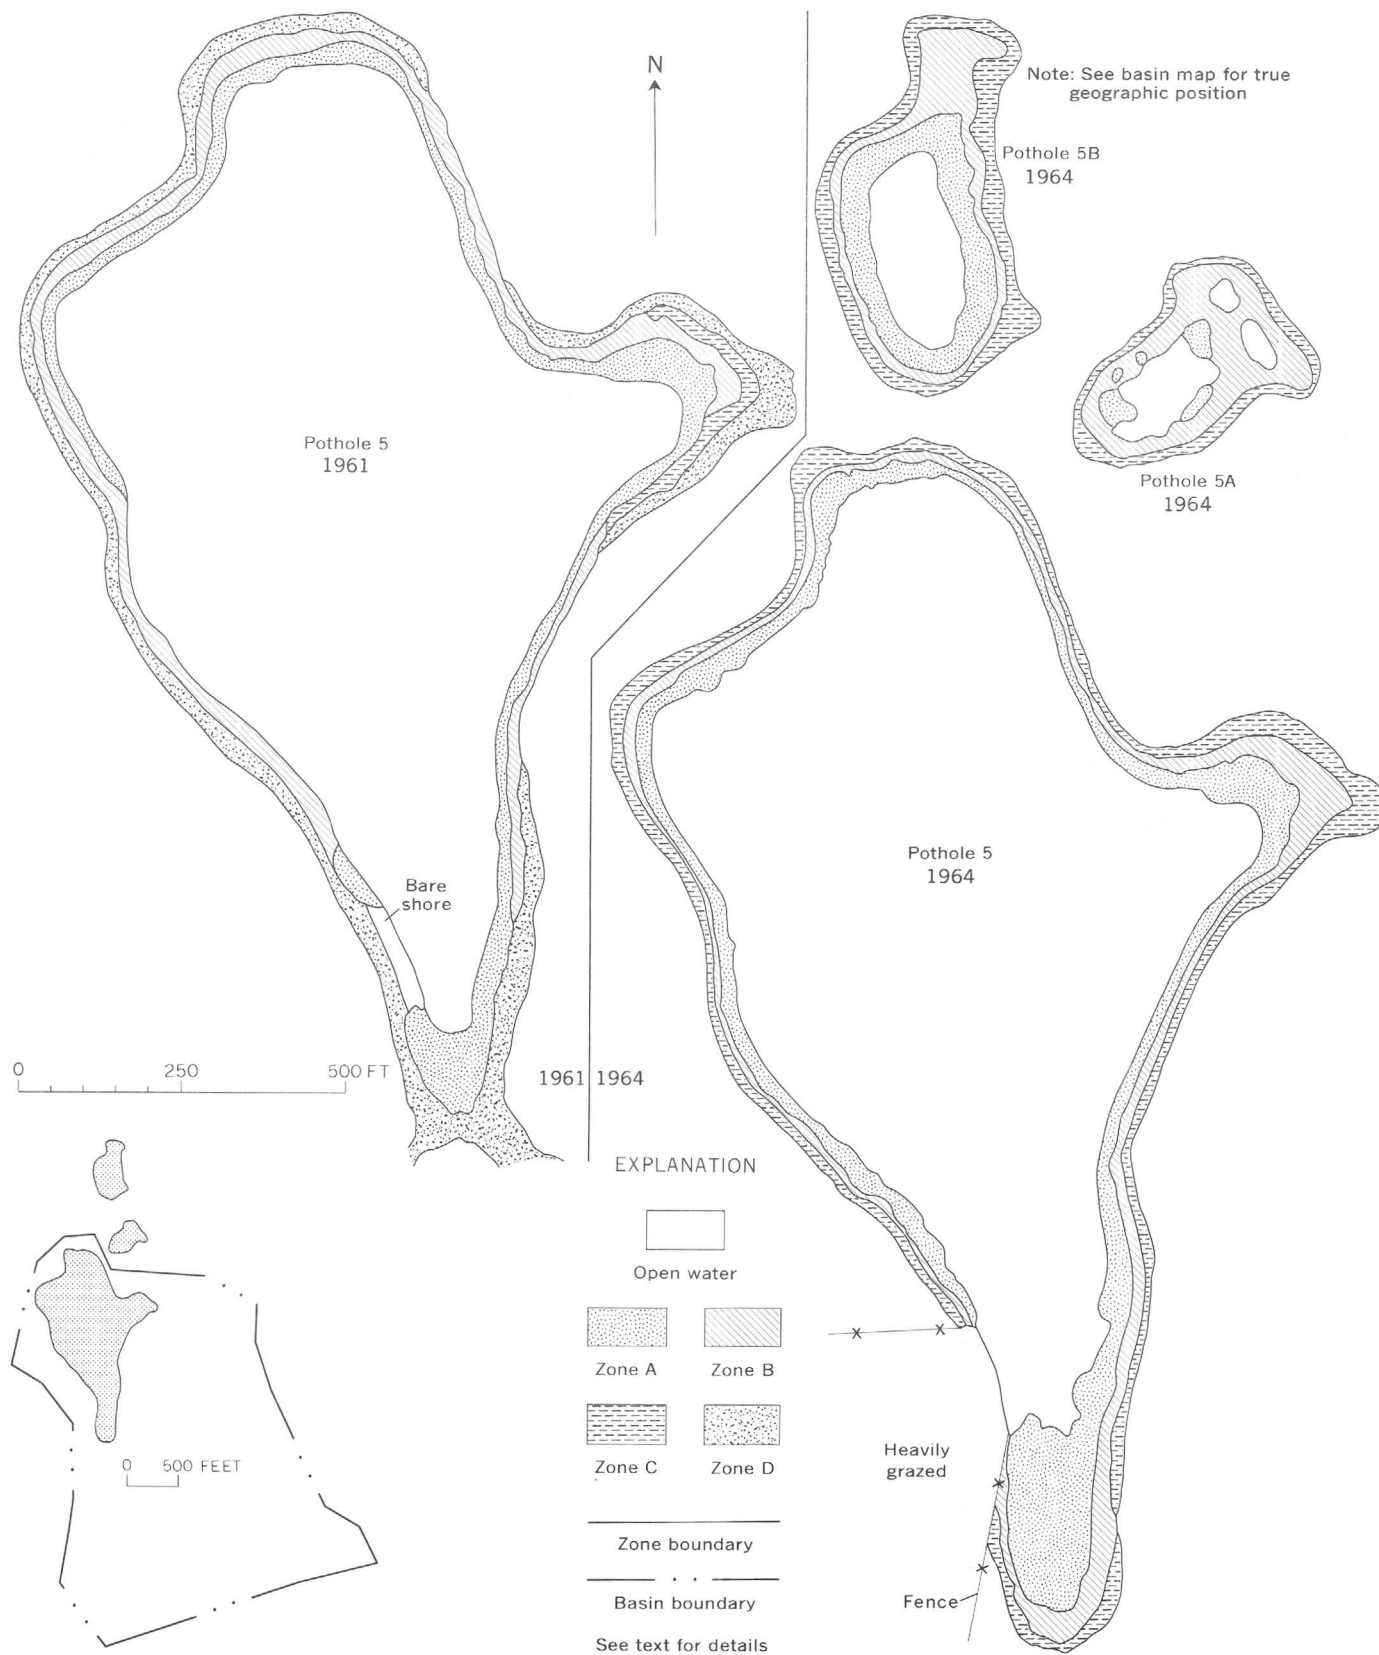 N
Note: See basin map for true
geographic position
Pothole 5B
1964
Pothole 5
1961
Pothole 5A
1964
Pothole 5
1964
Bare
shore
0 250 500 FT
1961 1964
EXPLANATION
Open water
Zone A Zone B
Zone C Zone D
Zone boundary
Basin boundary
See text for details
0 500 FEET
Heavily
grazed
Fence